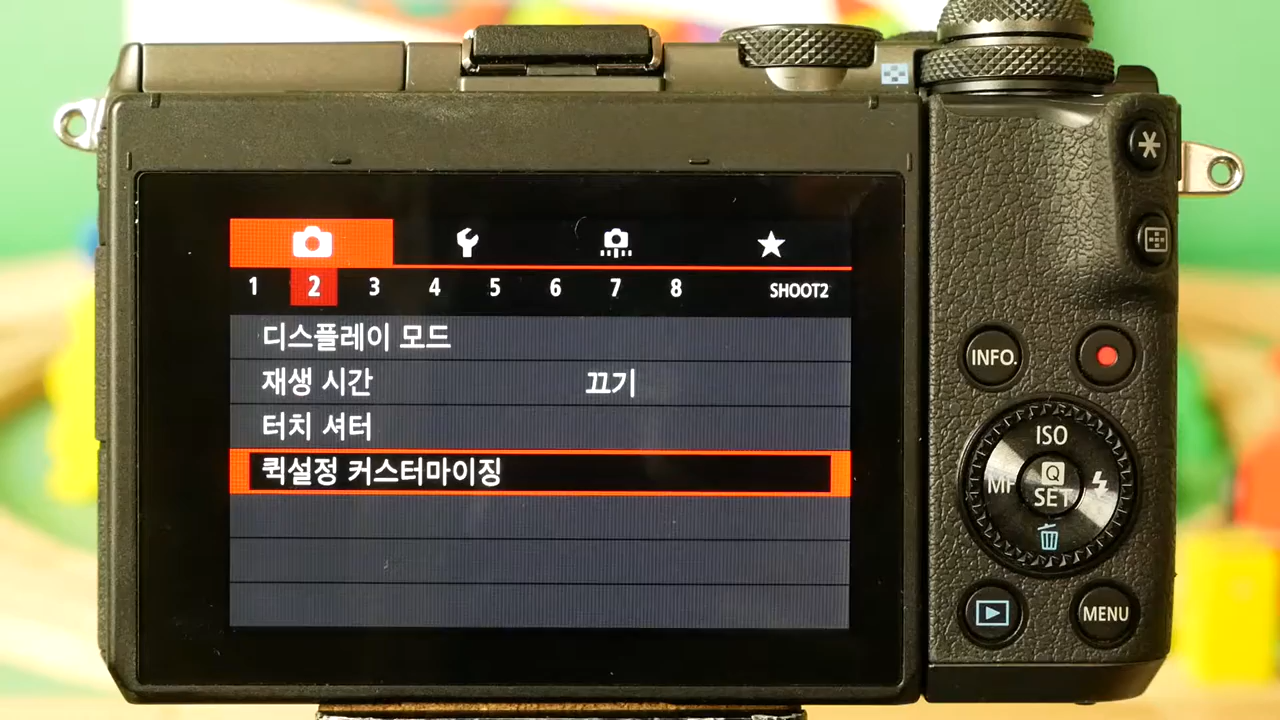 1 2 3 4 5 6 7 8 SHOOT2
디스플레이 모드
재생 시간 끄기
터치 셔터
퀵설정 커스터마이징
INFO.
ISO
MF
Q
SET
MENU